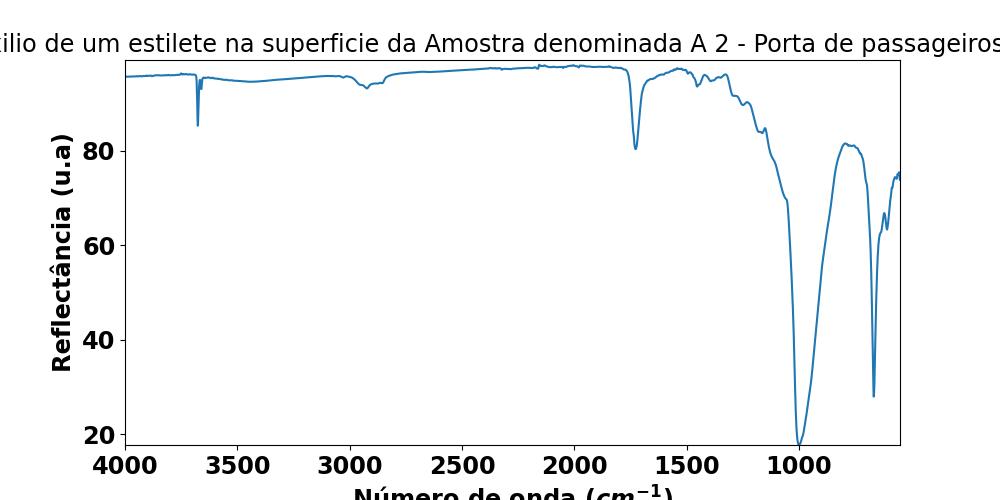 de um estilete na superficie da Amostra denominada A 2 - Porta de passageiros
Reflectância (u.a)
80
60
40
20
4000 3500 3000 2500 2000 1500 1000
Número de onda (cm⁻¹)